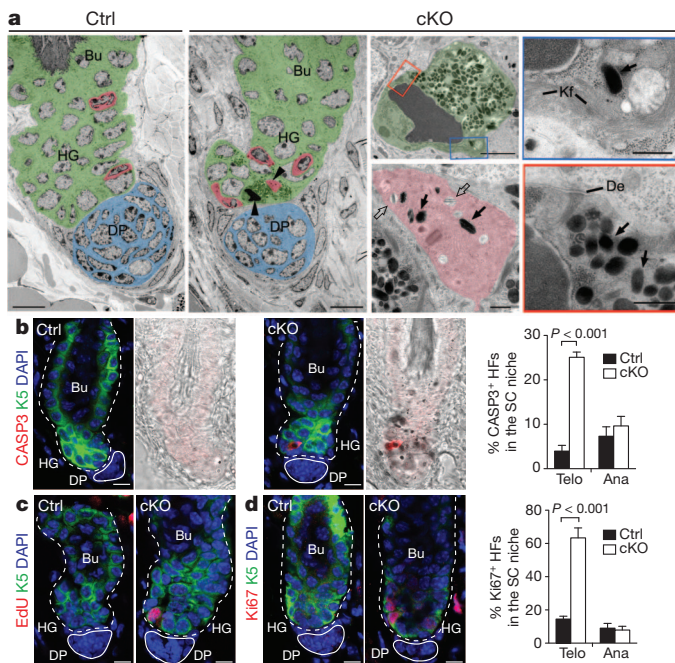 a Ctrl cKO
Bu
HG
DP
Bu
HG
DP
Kf
De
b Ctrl cKO
CASP3 K5 DAPI
Bu
HG
DP
Bu
HG
DP
% CASP3⁺ HFs
in the SC niche
30
20
10
0
P < 0.001
Ctrl
cKO
Telo Ana
c Ctrl cKO d Ctrl cKO
EdU K5 DAPI
Bu
HG
DP
Bu
HG
DP
Ki67 K5 DAPI
Bu
HG
DP
Bu
HG
DP
% Ki67⁺ HFs
in the SC niche
80
60
40
20
0
P < 0.001
Ctrl
cKO
Telo Ana